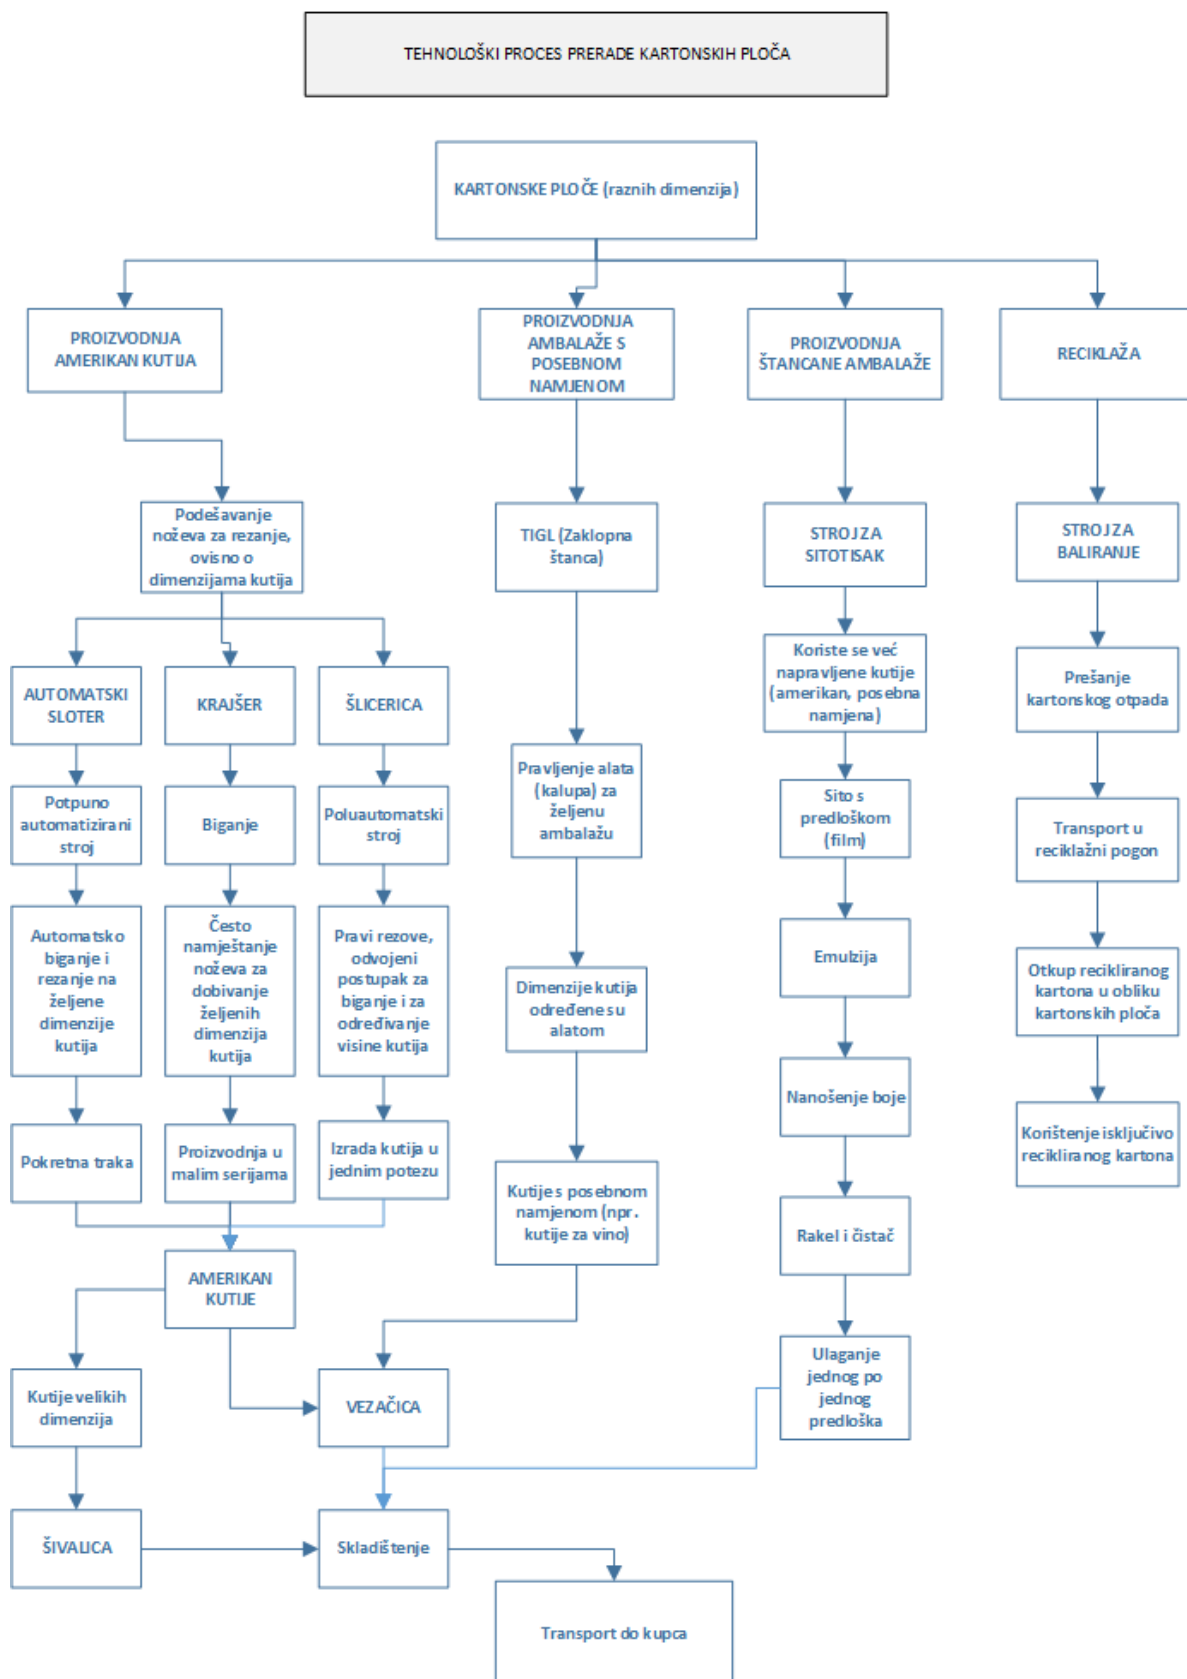 TEHNOLOŠKI PROCES PRERADE KARTONSKIH PLOČA
KARTONSKE PLOČE (raznih dimenzija)
PROIZVODNJA
AMERIKAN KUTIJA
PROIZVODNJA
AMBALAŽE S
POSEBNOM
NAMJENOM
PROIZVODNJA
ŠTANCANE AMBALAŽE
RECIKLAŽA
Podešavanje
noževa za rezanje,
ovisno o
dimenzijama kutija
TIGL (Zaklopna
štanca)
STROJ ZA
SITOTISAK
STROJ ZA
BALIRANJE
AUTOMATSKI
SLOTER
KRAJŠER
ŠLICERICA
Koriste se već
napravljene kutije
(amerikan, posebna
namjena)
Prešanje
kartonskog otpada
Potpuno
automatizirani
stroj
Biganje
Poluautomatski
stroj
Pravljenje alata
(kalupa) za
željenu
ambalažu
Sito s
predloškom
(film)
Transport u
reciklažni pogon
Automatsko
biganje i
rezanje na
željene
dimenzije
kutija
Često
namještanje
noževa za
dobivanje
željenih
dimenzija
kutija
Pravi rezove,
odvojeni
postupak za
biganje i za
određivanje
visine kutija
Dimenzije kutija
određene su
alatom
Emulzija
Otkup recikliranog
kartona u obliku
kartonskih ploča
Nanošenje boje
Pokretna traka
Proizvodnja u
malim serijama
Izrada kutija u
jednim potezu
Korištenje isključivo
recikliranog kartona
Kutije s posebnom
namjenom (npr.
kutije za vino)
Rakel i čistač
AMERIKAN
KUTIJE
Kutije velikih
dimenzija
VEZAČICA
Ulaganje
jednog po
jednog
predloška
ŠIVALICA
Skladištenje
Transport do kupca